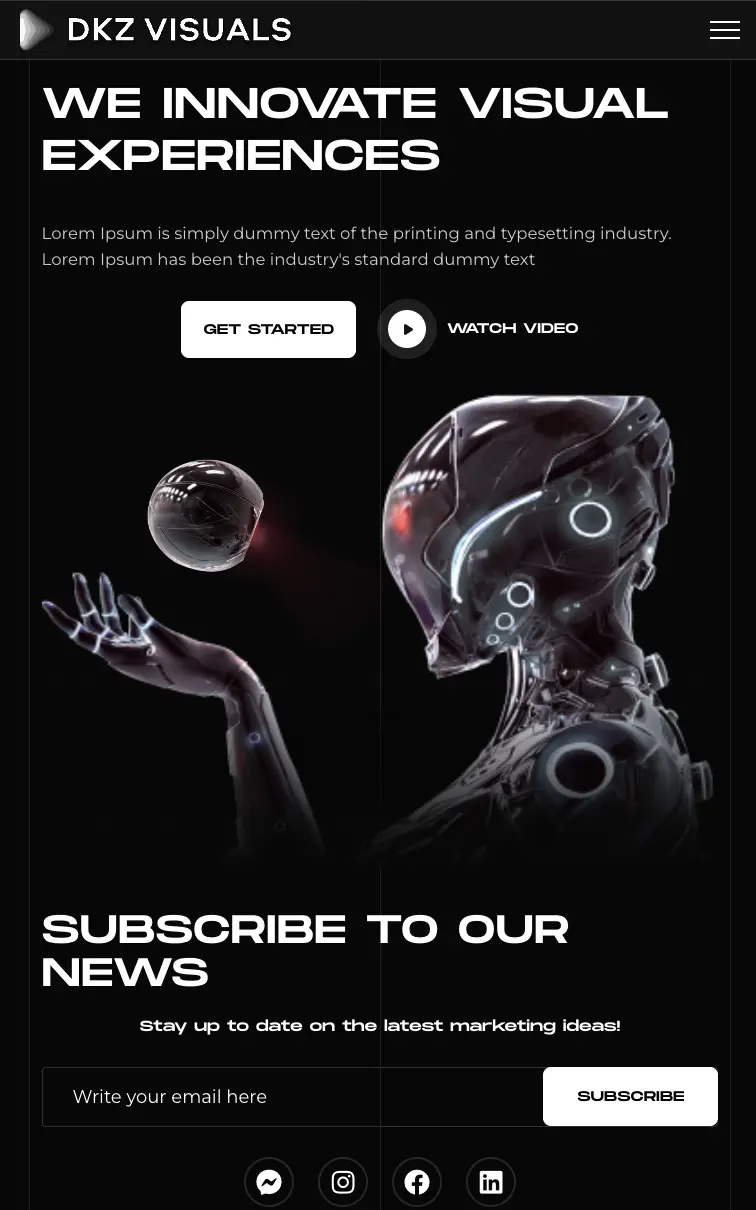 DKZ VISUALS
WE INNOVATE VISUAL
EXPERIENCES
Lorem Ipsum is simply dummy text of the printing and typesetting industry.
Lorem Ipsum has been the industry's standard dummy text
GET STARTED
WATCH VIDEO
SUBSCRIBE TO OUR
NEWS
Stay up to date on the latest marketing ideas!
Write your email here
SUBSCRIBE